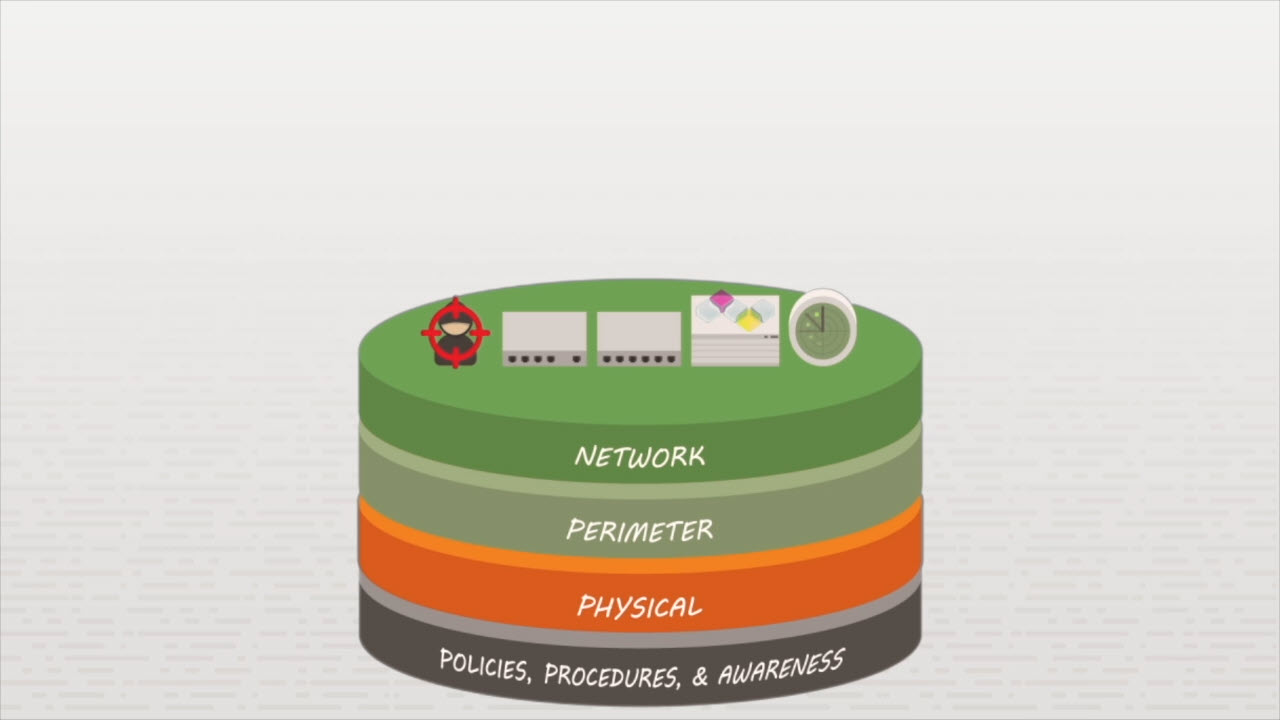 NETWORK
PERIMETER
PHYSICAL
POLICIES, PROCEDURES, & AWARENESS